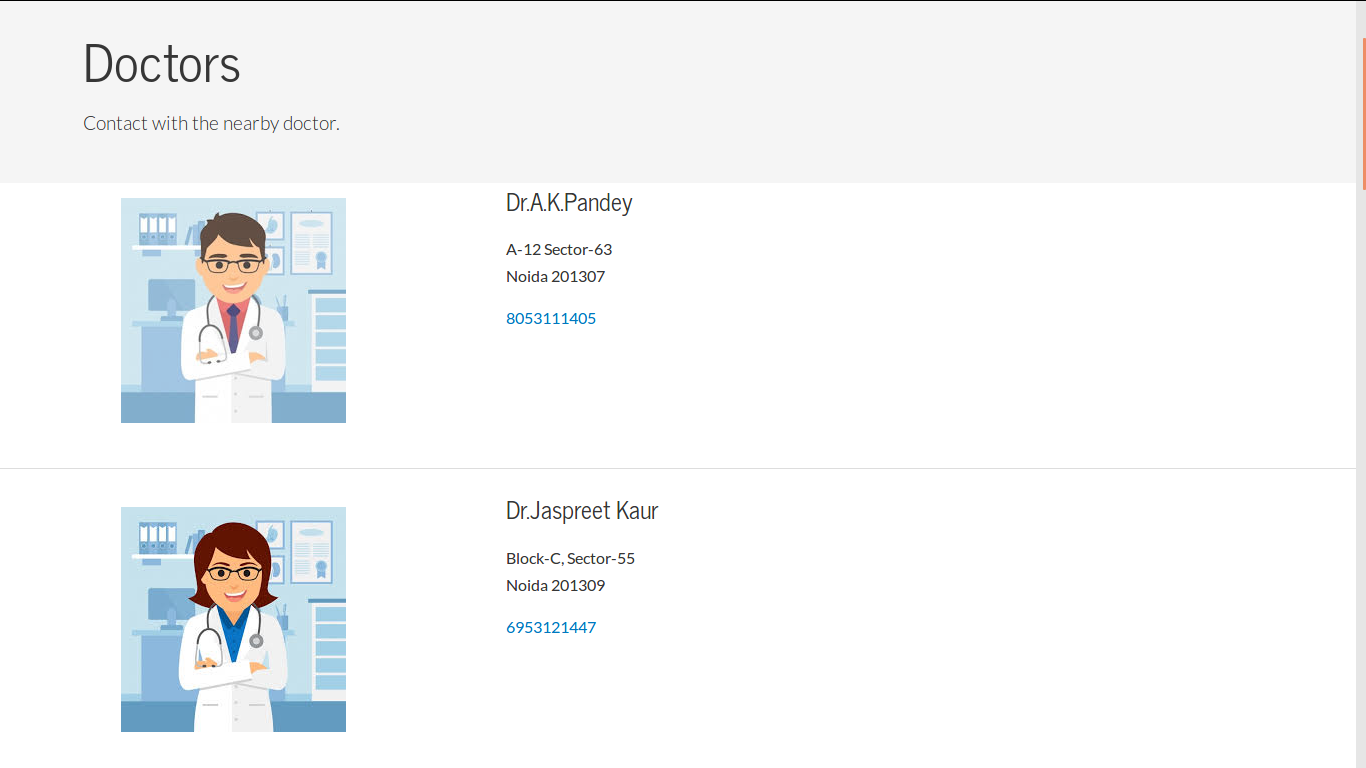 Doctors
Contact with the nearby doctor.
Dr.A.K.Pandey
A-12 Sector-63
Noida 201307
8053111405
Dr.Jaspreet Kaur
Block-C, Sector-55
Noida 201309
6953121447